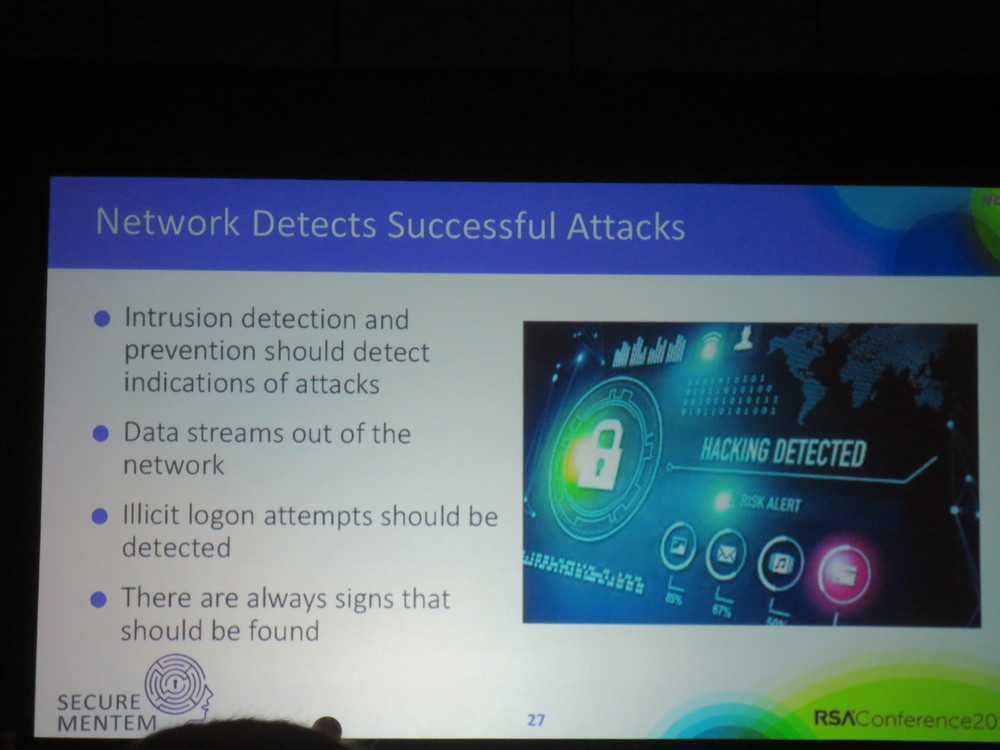 Network Detects Successful Attacks
Intrusion detection and
prevention should detect
indications of attacks
Data streams out of the
network
Illicit logon attempts should be
detected
There are always signs that
should be found
HACKING DETECTED
RISK ALERT
85%
67%
SECURE
MENTEM
27
RSAConference20